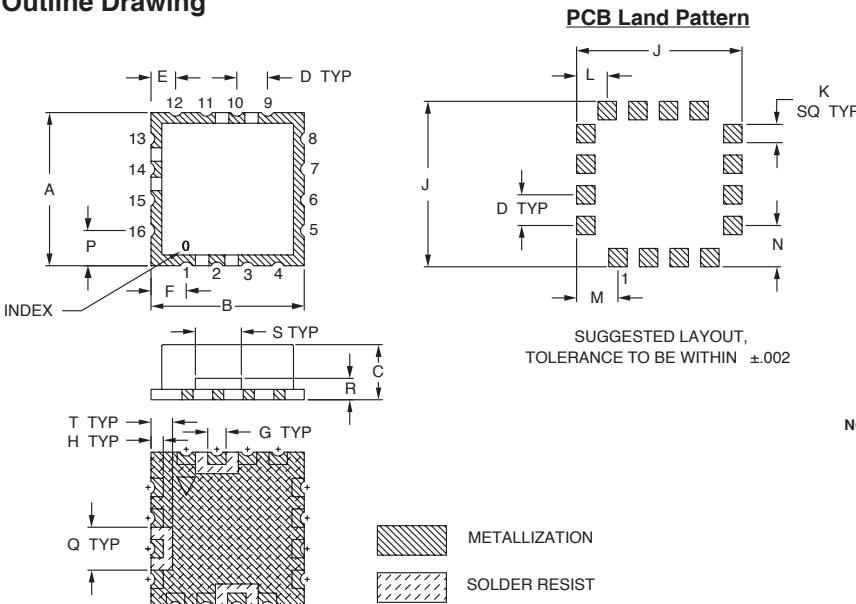 Outline Drawing
PCB Land Pattern
E
D TYP
12 11 10 9
13
14
15
16
8
7
6
5
A
P
0
1 2 3 4
F
B
INDEX
J
L
K
SQ TYP
J
D TYP
N
1
M
SUGGESTED LAYOUT,
TOLERANCE TO BE WITHIN ±.002
S TYP
C
R
T TYP
H TYP
G TYP
Q TYP
METALLIZATION
SOLDER RESIST